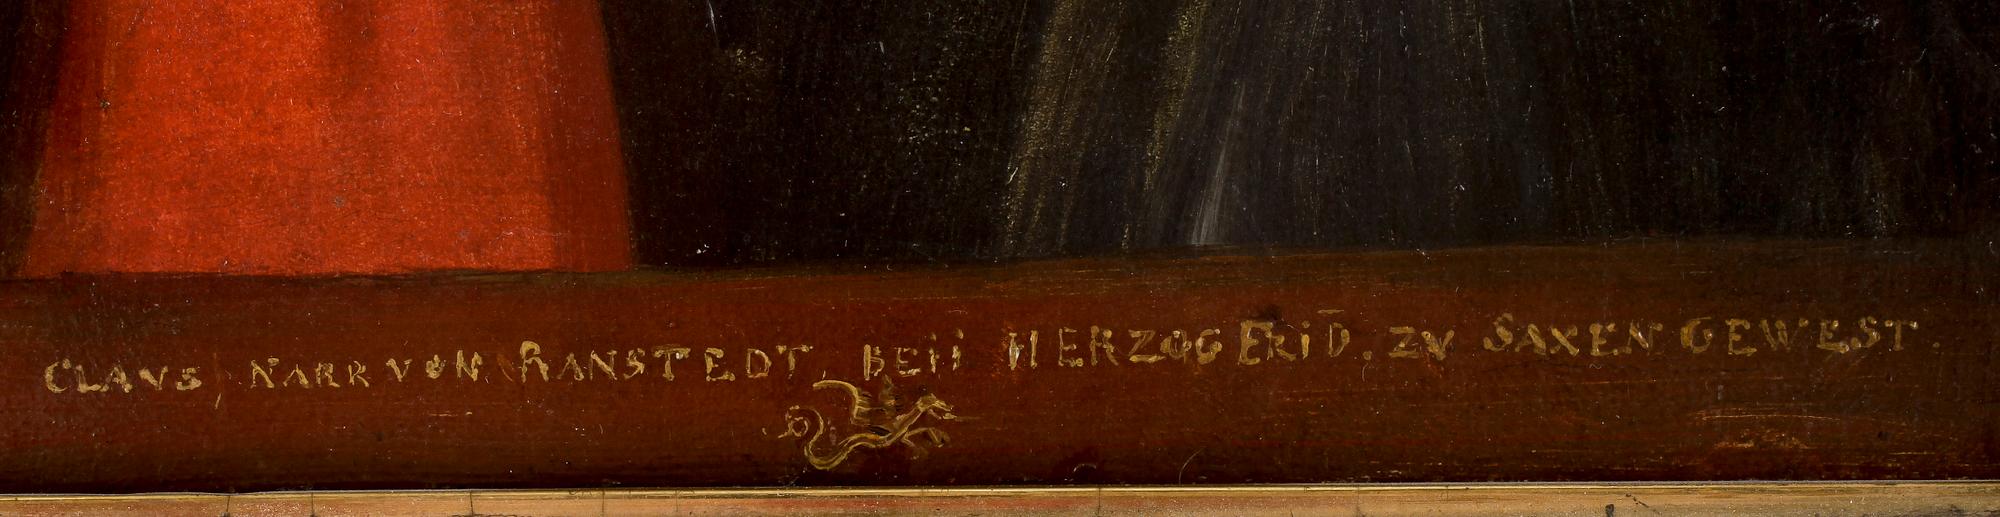 CLAVS, NARR VON RANSTEDT, BEII HERZOG FRID̄. ZV SAXEN GEWEST.